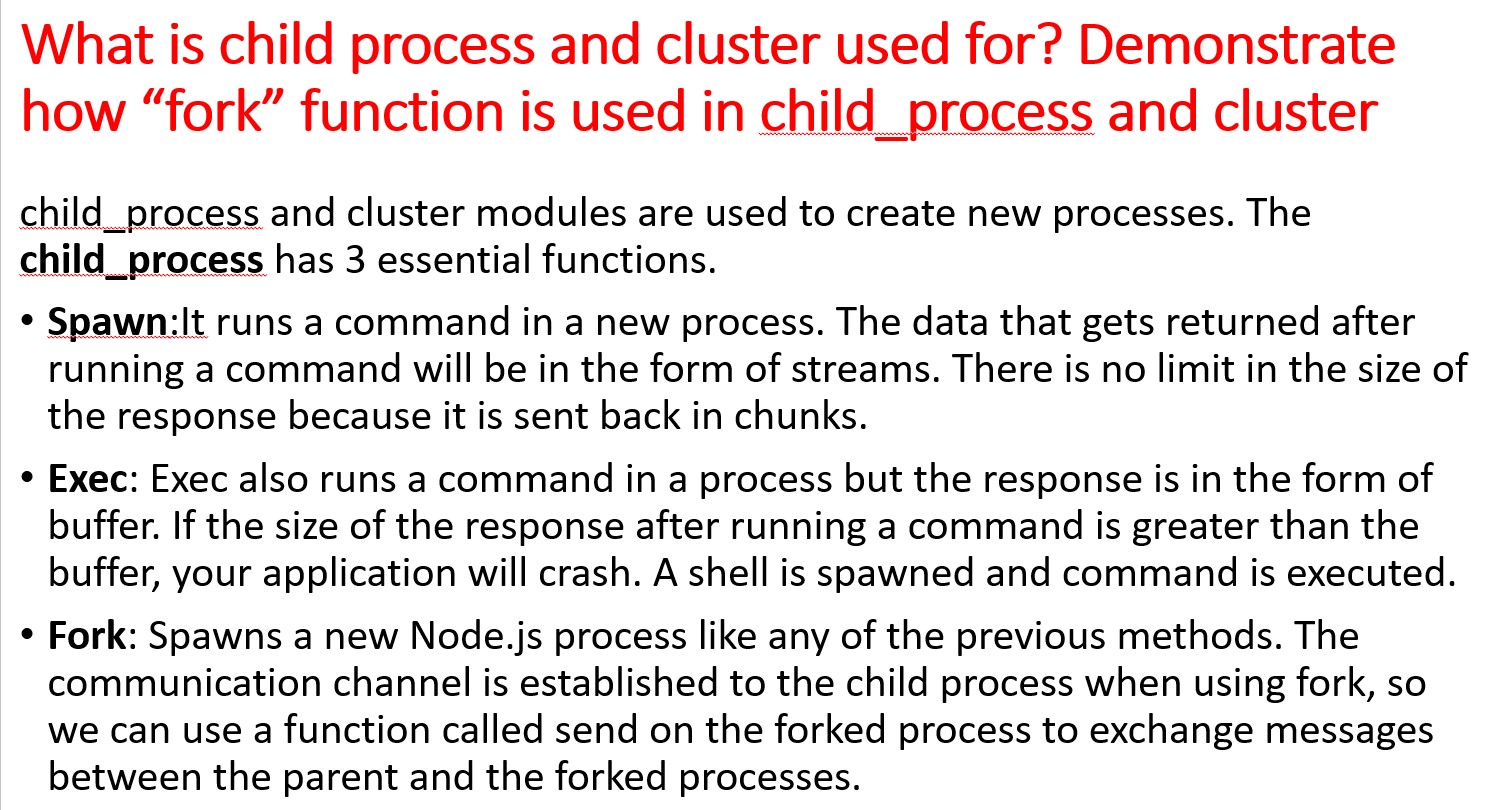 What is child process and cluster used for? Demonstrate
how “fork” function is used in child_process and cluster
child_process and cluster modules are used to create new processes. The
child_process has 3 essential functions.
• Spawn:It runs a command in a new process. The data that gets returned after
running a command will be in the form of streams. There is no limit in the size of
the response because it is sent back in chunks.
• Exec: Exec also runs a command in a process but the response is in the form of
buffer. If the size of the response after running a command is greater than the
buffer, your application will crash. A shell is spawned and command is executed.
• Fork: Spawns a new Node.js process like any of the previous methods. The
communication channel is established to the child process when using fork, so
we can use a function called send on the forked process to exchange messages
between the parent and the forked processes.